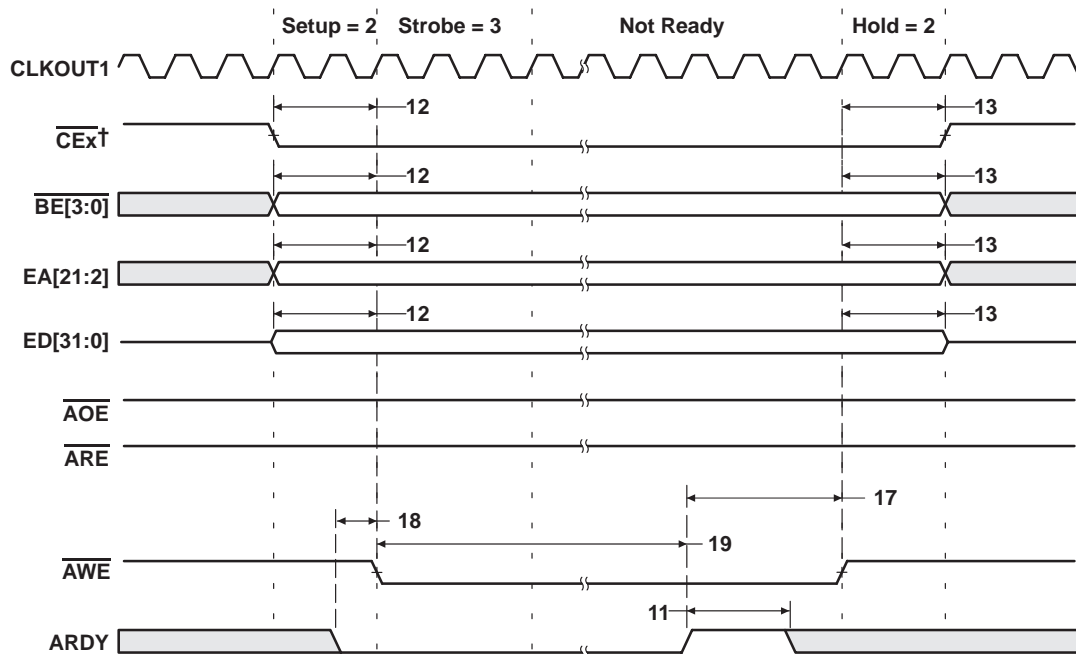 Setup = 2 Strobe = 3 Not Ready Hold = 2
CLKOUT1
12 13
CEx†
12 13
BE[3:0]
12 13
EA[21:2]
12 13
ED[31:0]
AOE
ARE
17
18
19
AWE
11
ARDY